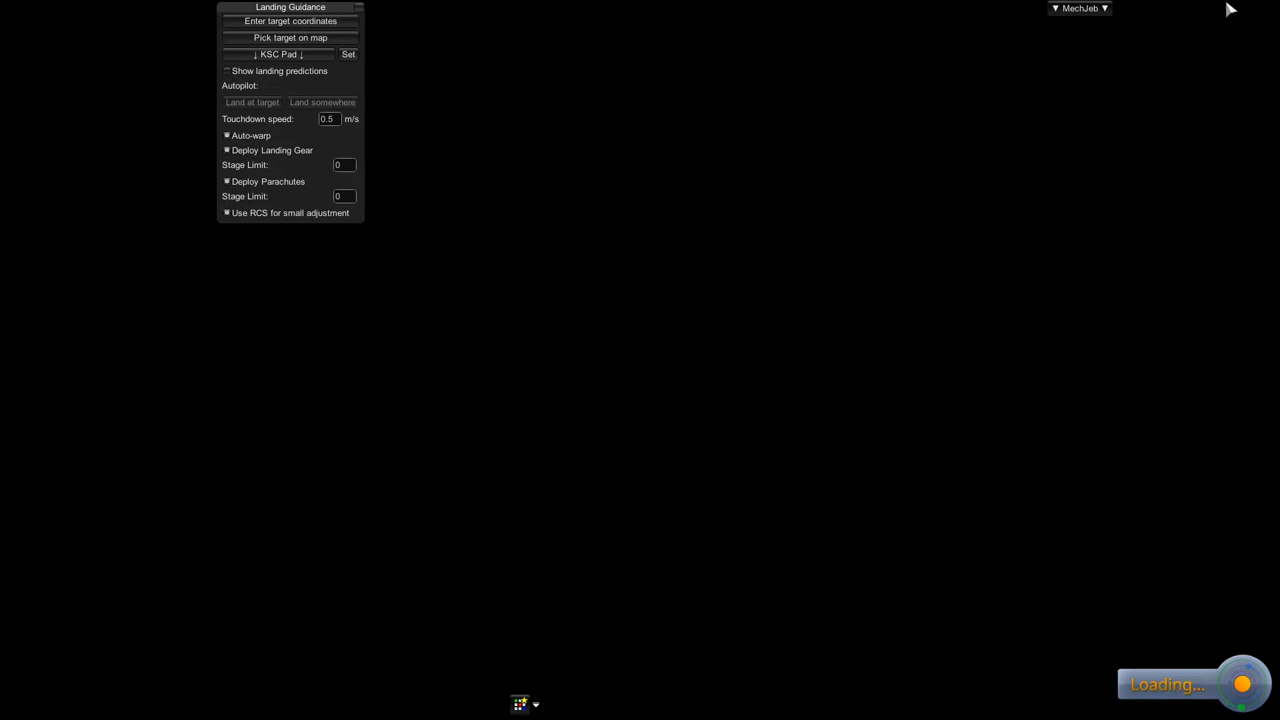 Landing Guidance
Enter target coordinates
Pick target on map
↓ KSC Pad ↓ Set
Show landing predictions
Autopilot:
Land at target Land somewhere
Touchdown speed: 0.5 m/s
Auto-warp
Deploy Landing Gear
Stage Limit: 0
Deploy Parachutes
Stage Limit: 0
Use RCS for small adjustment
▼ MechJeb ▼
Loading...